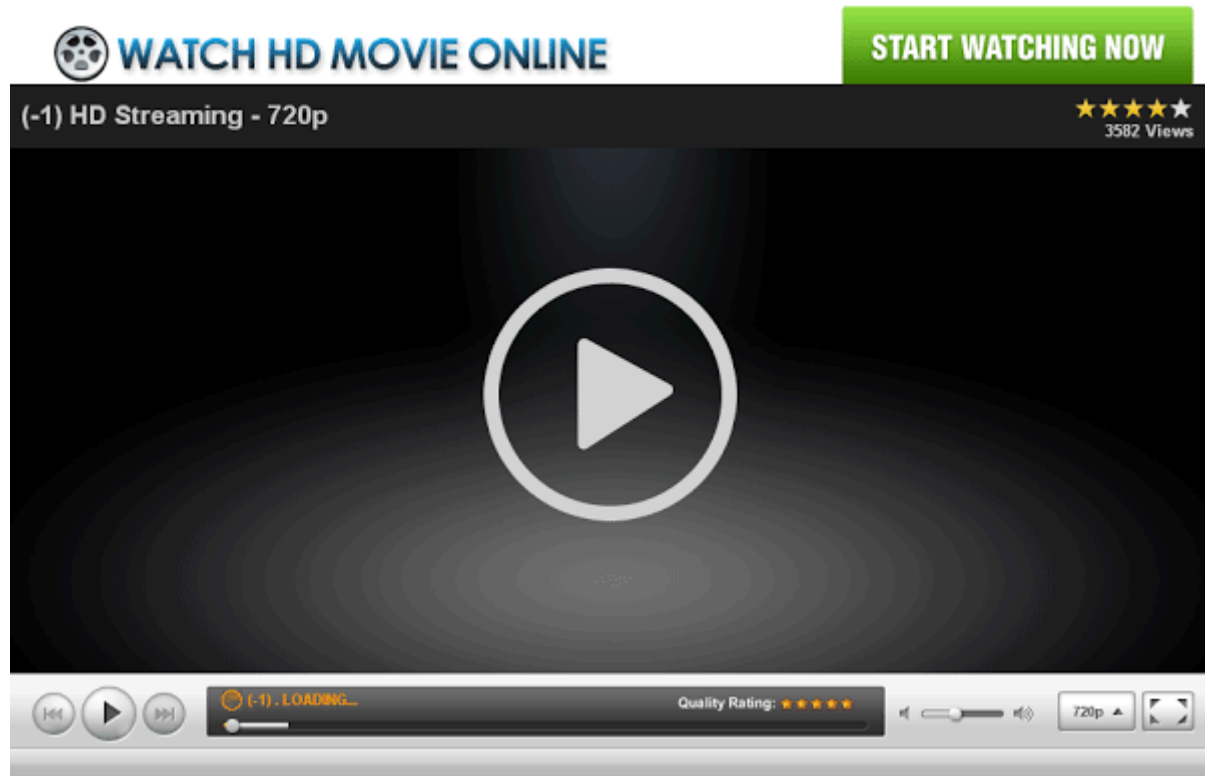 WATCH HD MOVIE ONLINE
START WATCHING NOW
(-1) HD Streaming - 720p
3582 Views
(-1) . LOADING...
Quality Rating:
720p